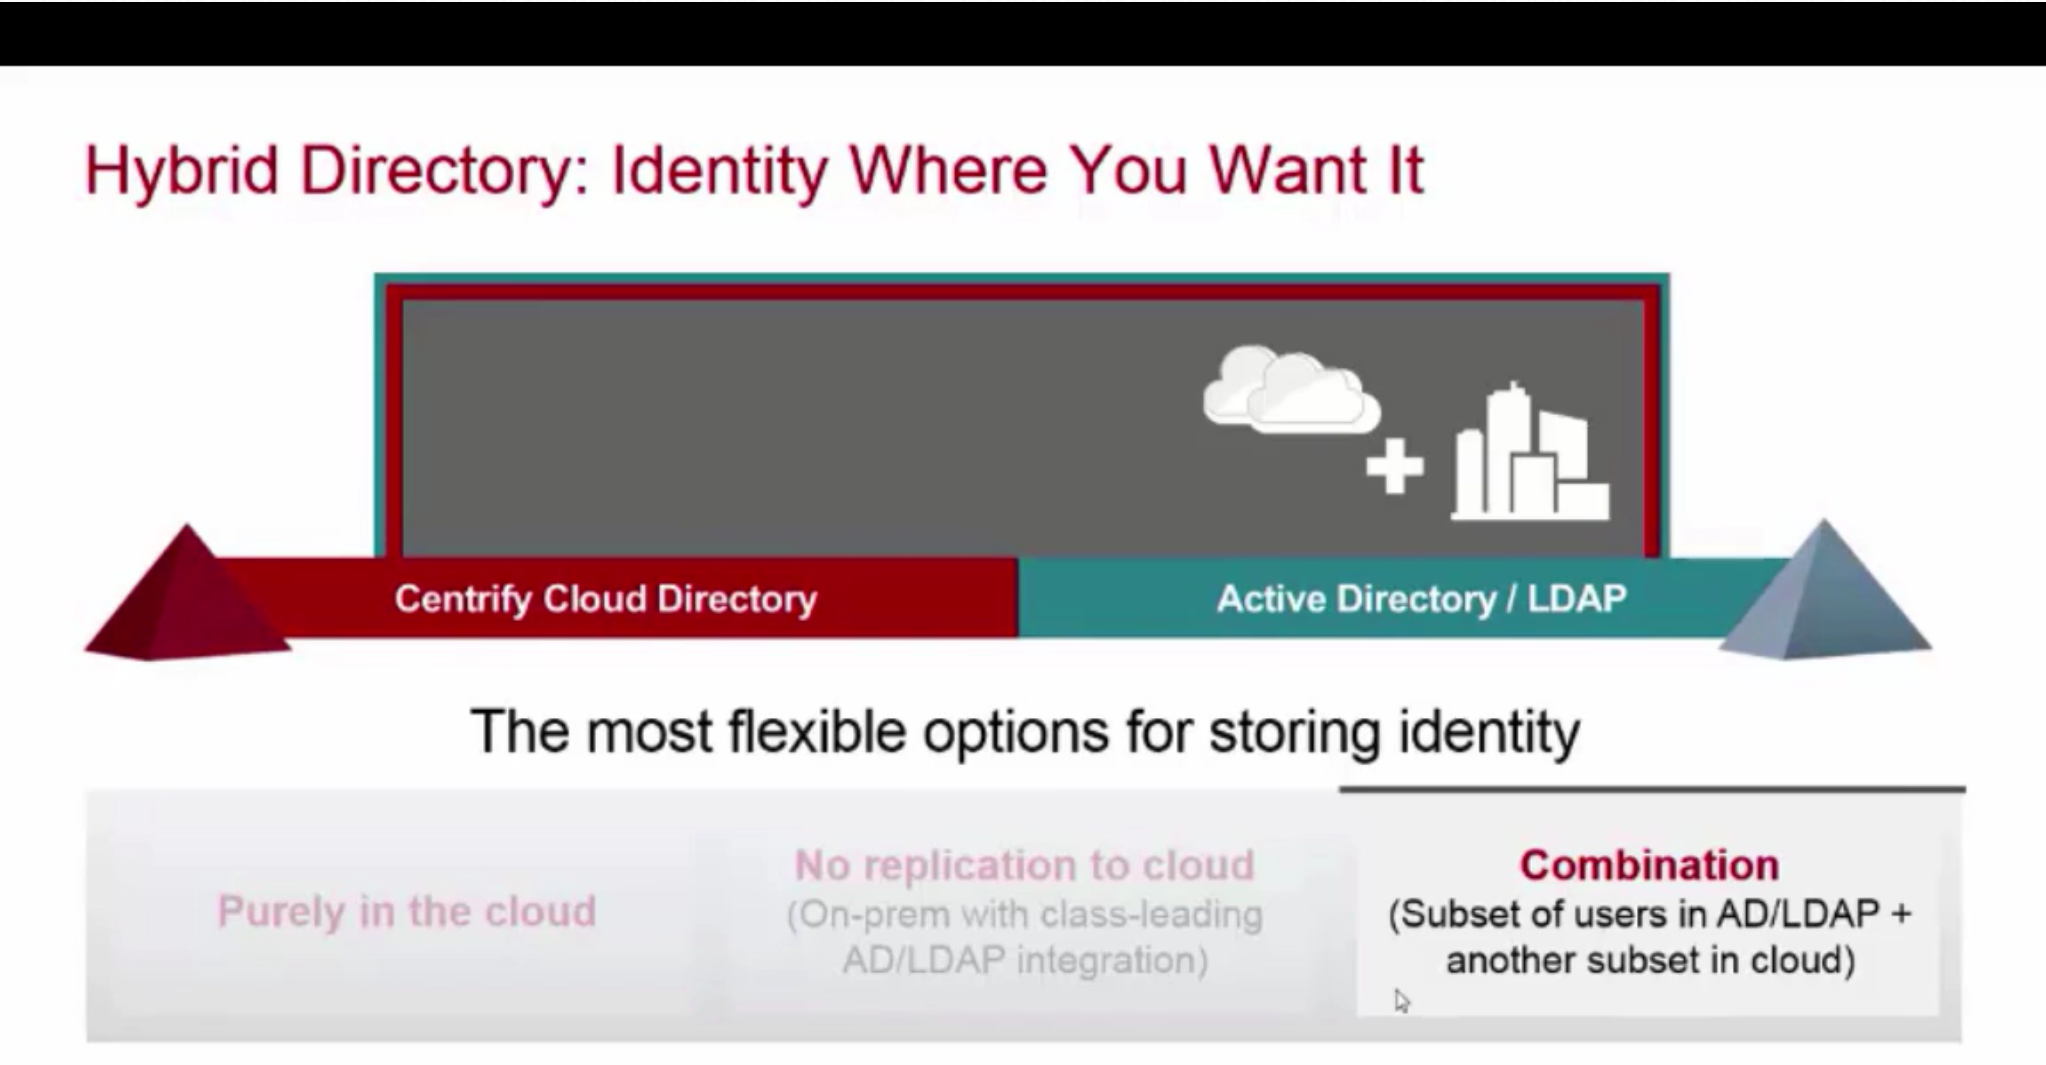 Hybrid Directory: Identity Where You Want It
Centrify Cloud Directory
Active Directory / LDAP
The most flexible options for storing identity
Purely in the cloud
No replication to cloud
(On-prem with class-leading
AD/LDAP integration)
Combination
(Subset of users in AD/LDAP +
another subset in cloud)